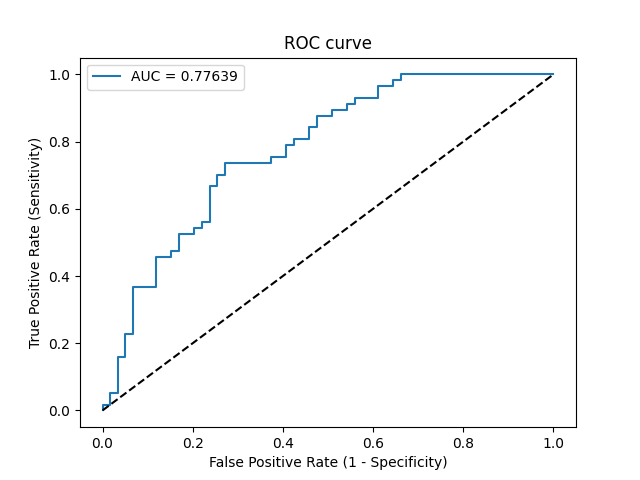 ROC curve
AUC = 0.77639
True Positive Rate (Sensitivity)
1.0
0.8
0.6
0.4
0.2
0.0
0.0 0.2 0.4 0.6 0.8 1.0
False Positive Rate (1 - Specificity)